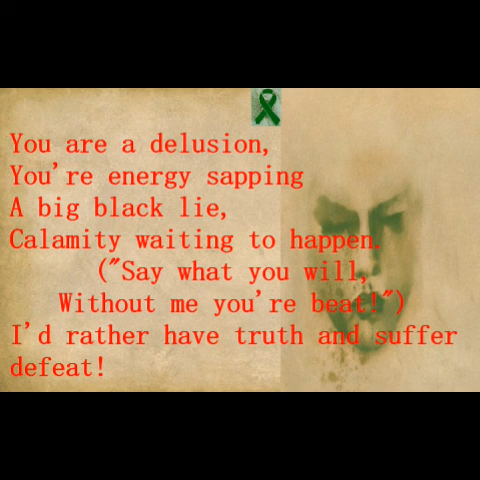 You are a delusion,
You're energy sapping
A big black lie,
Calamity waiting to happen.
("Say what you will,
Without me you're beat!")
I'd rather have truth and suffer
defeat!